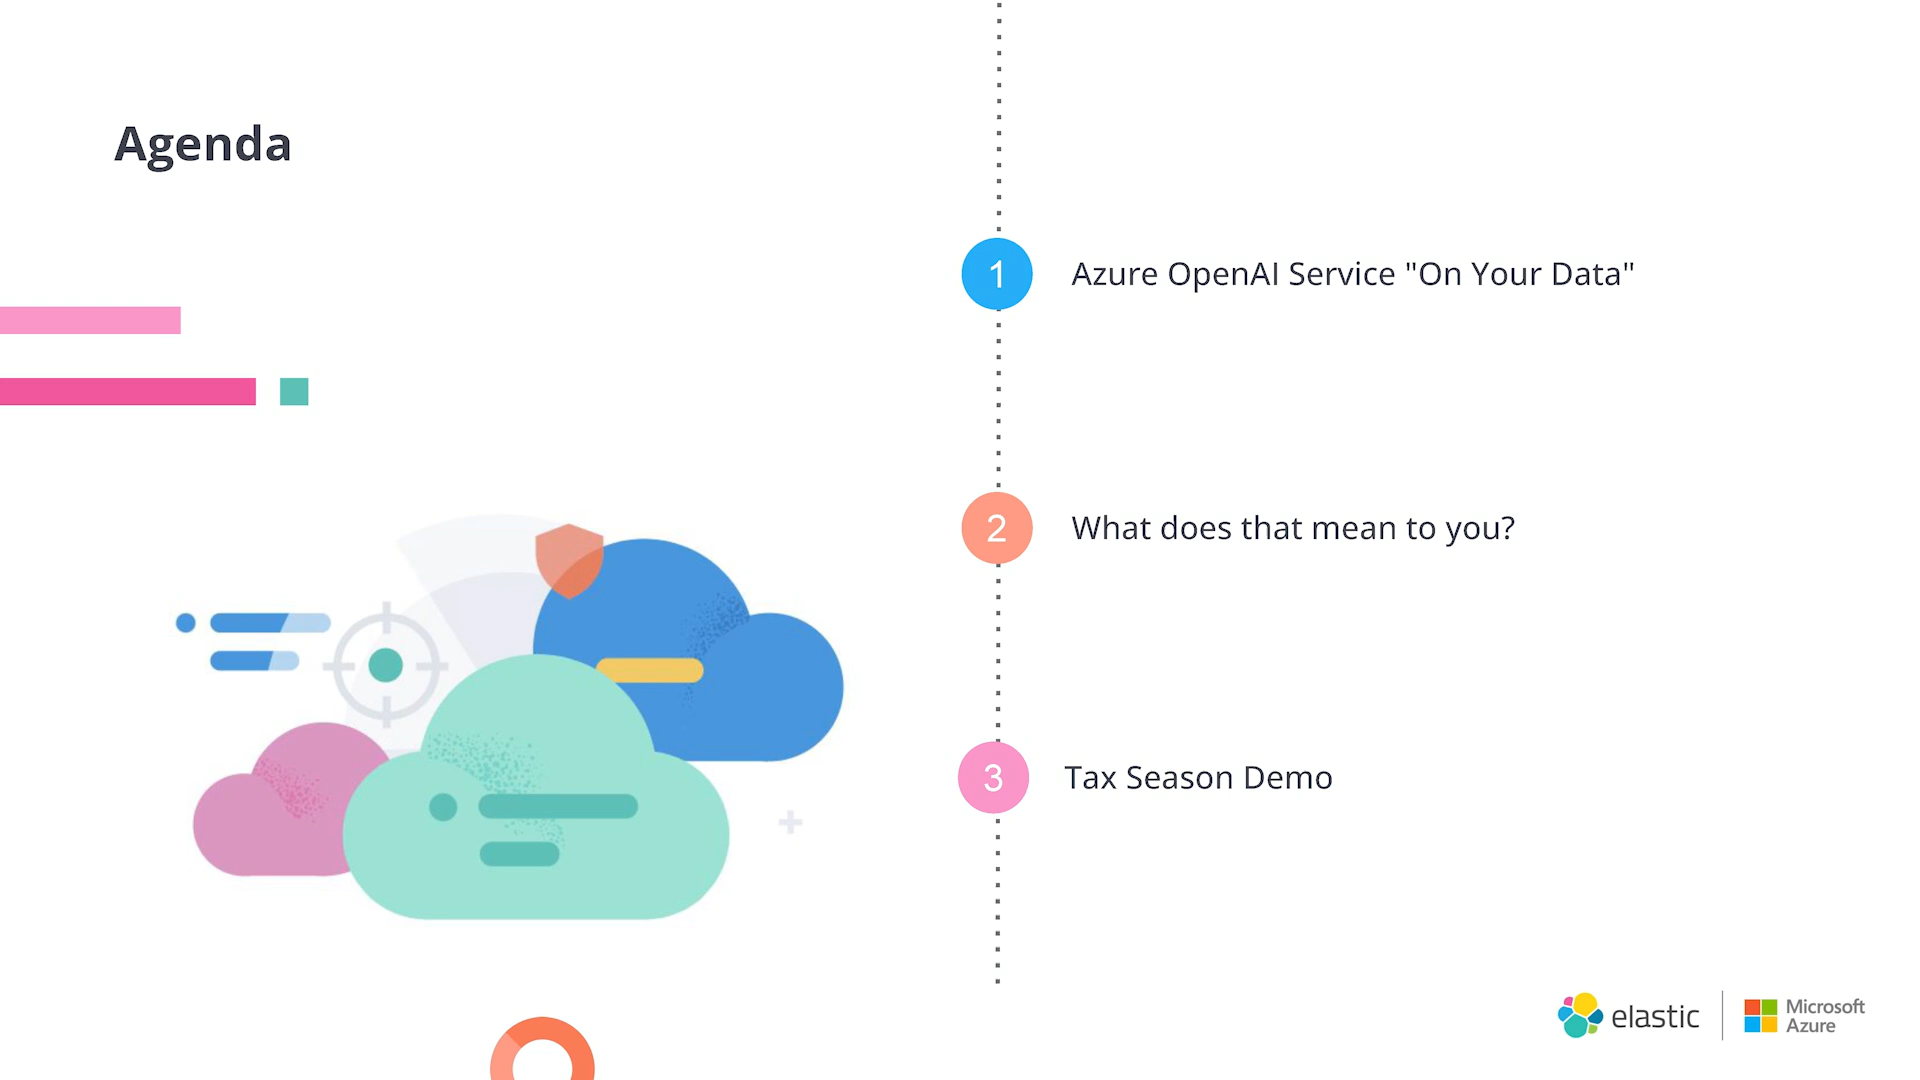 Agenda
1
Azure OpenAI Service "On Your Data"
2
What does that mean to you?
3
Tax Season Demo
elastic
Microsoft
Azure